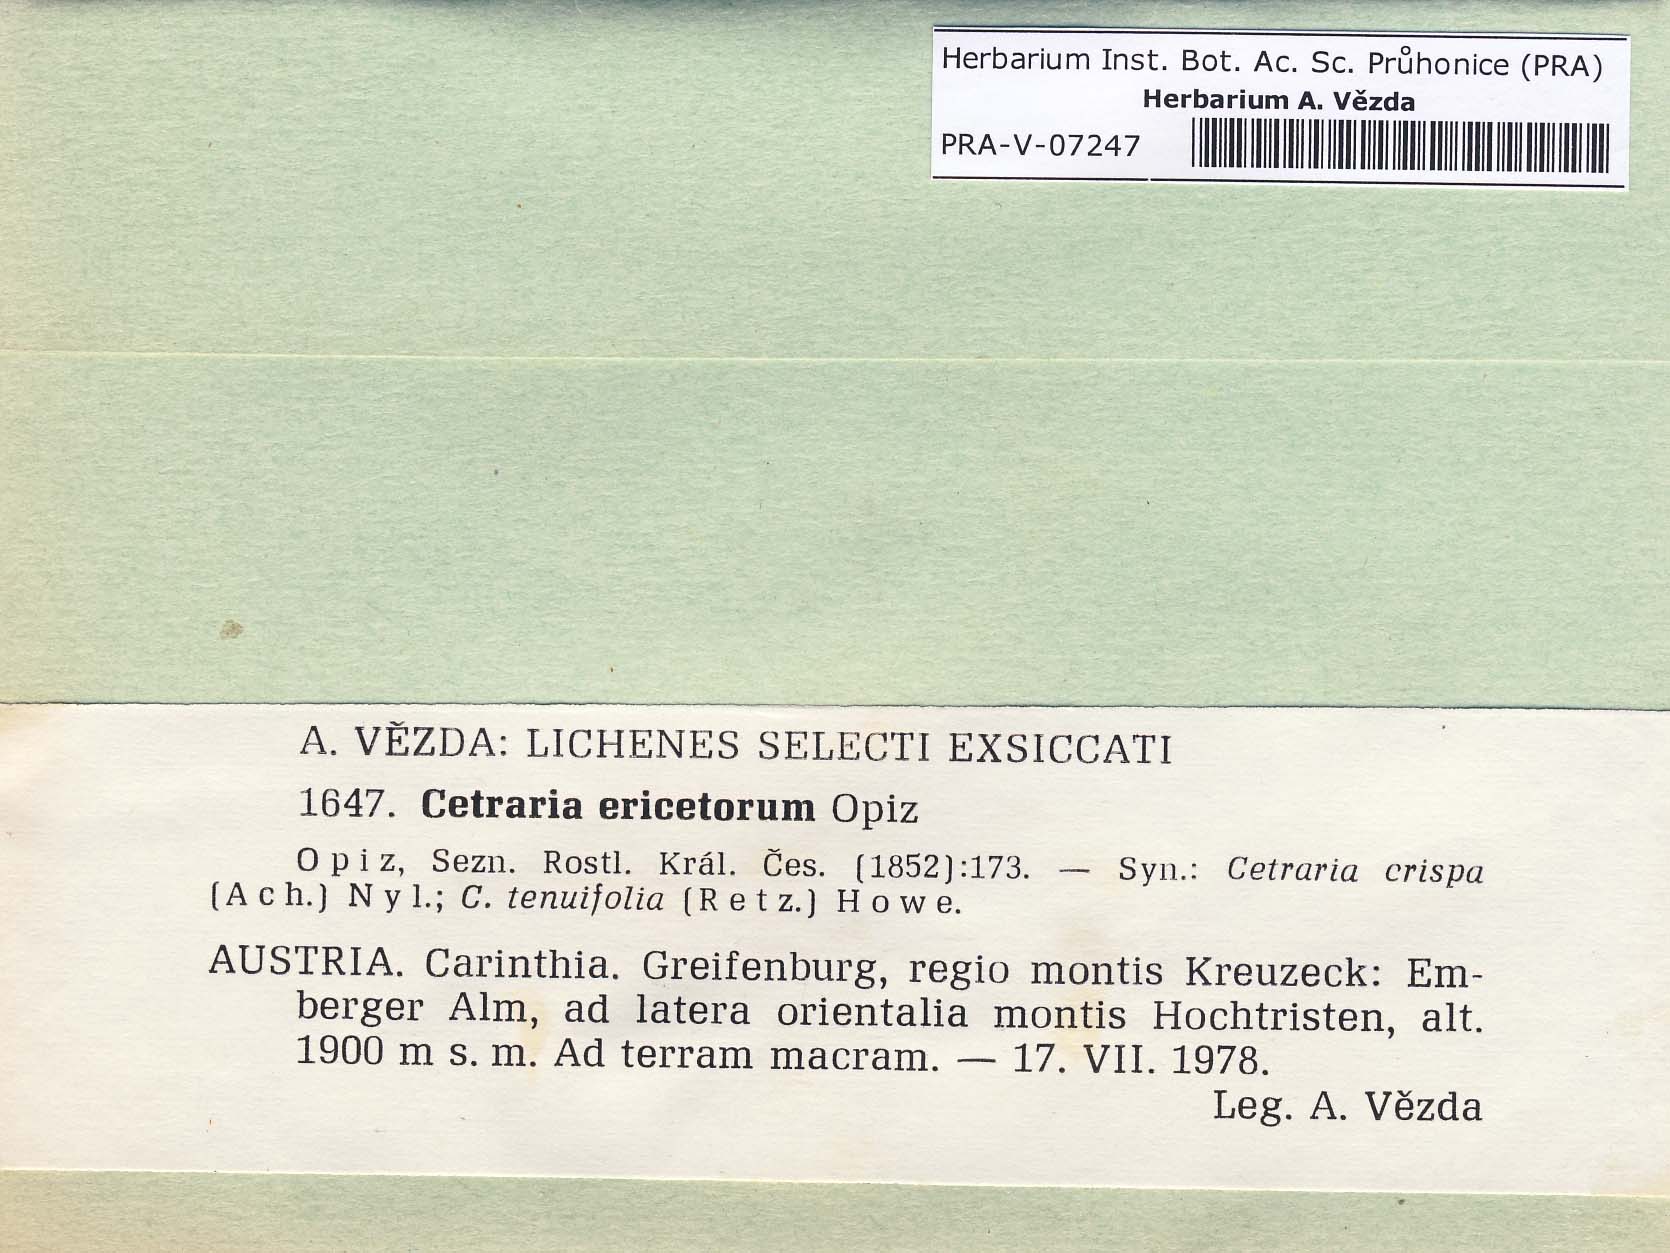 Herbarium Inst. Bot. Ac. Sc. Průhonice (PRA)
Herbarium A. Vězda
PRA-V-07247
A. VĚZDA: LICHENES SELECTI EXSICCATI
1647. Cetraria ericetorum Opiz
Opiz, Sezn. Rostl. Král. Čes. (1852):173. — Syn.: Cetraria crispa
(Ach.) Nyl.; C. tenuifolia (Retz.) Howe.
AUSTRIA. Carinthia. Greifenburg, regio montis Kreuzeck: Em-
berger Alm, ad latera orientalia montis Hochtristen, alt.
1900 m s. m. Ad terram macram. — 17. VII. 1978.
Leg. A. Vězda